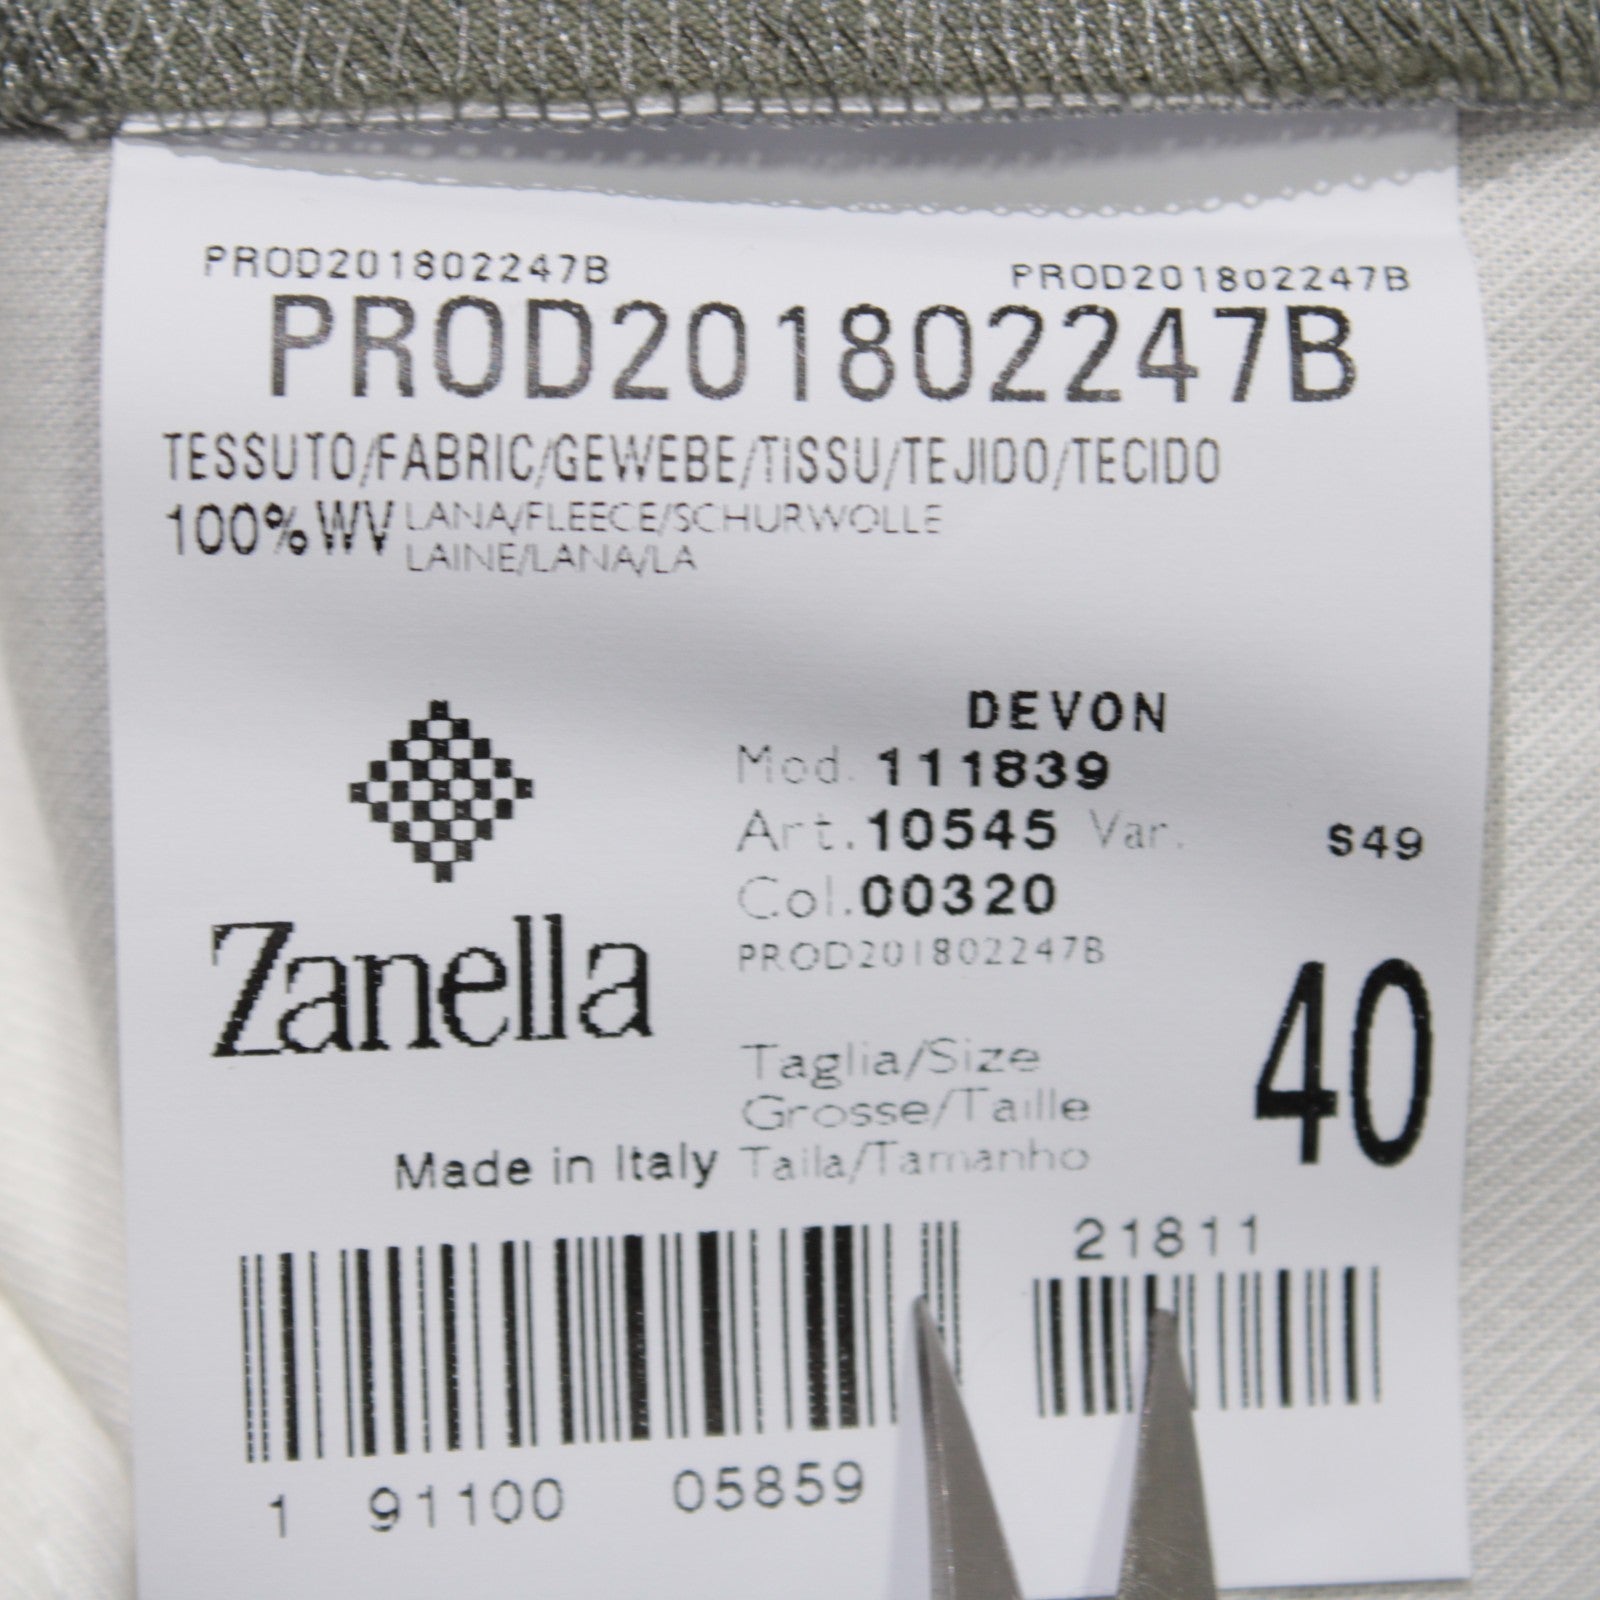 PROD201802247B PROD201802247B
PROD201802247B
TESSUTO/FABRIC/GEWEBE/TISSU/TEJIDO/TECIDO
100% WV LANA/FLEECE/SCHURWOLLE
LAINE/LANA/LA
DEVON
Mod. 111839
Art. 10545 Var. S49
Col. 00320
PROD201802247B
Zanella
40
Taglia/Size
Grosse/Taille
Made in Italy Taila/Tamanho
21811
1 91100 05859